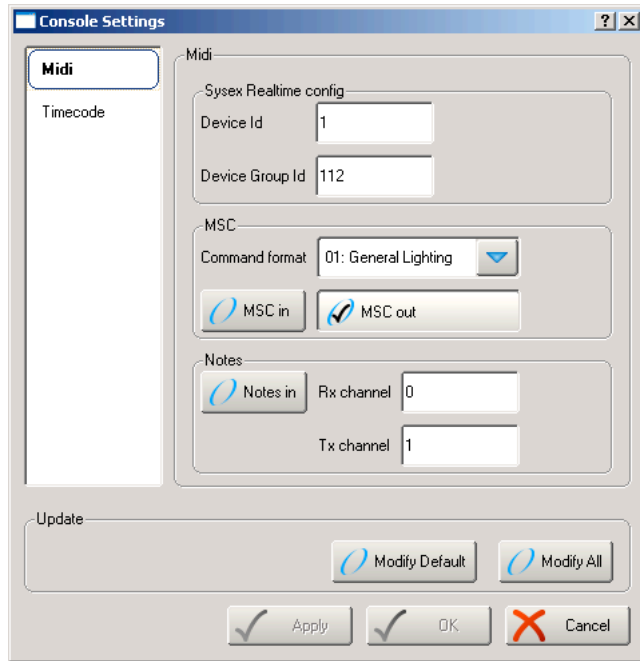 Console Settings
Midi
Timecode
Midi
Sysex Realtime config
Device Id 1
Device Group Id 112
MSC
Command format 01: General Lighting
MSC in MSC out
Notes
Notes in Rx channel 0
Tx channel 1
Update
Modify Default Modify All
Apply OK Cancel